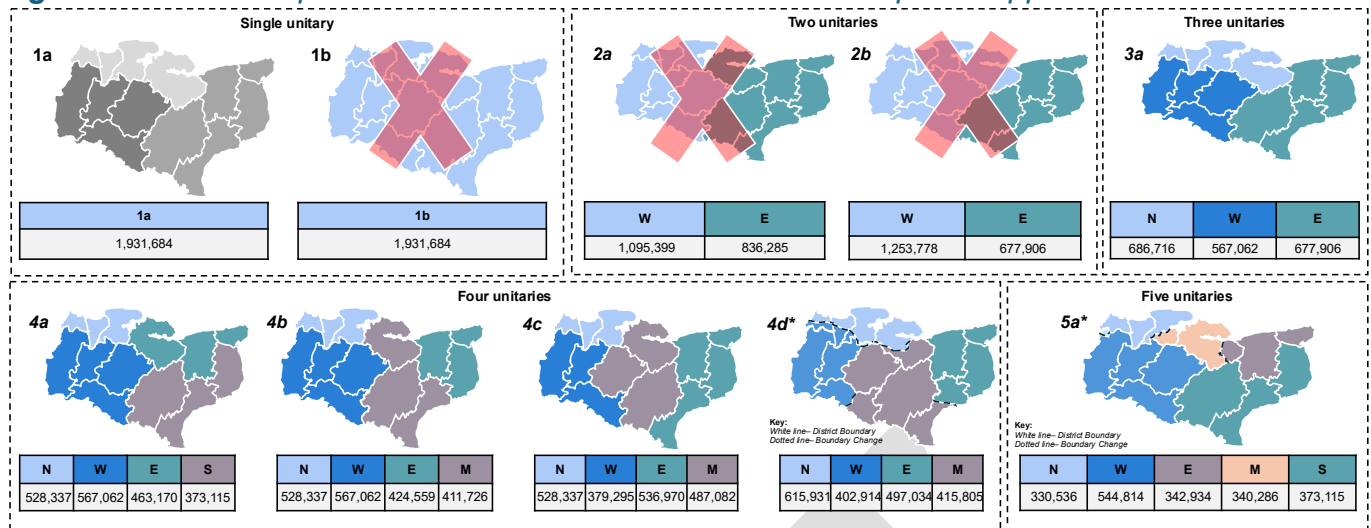 Single unitary
Two unitaries
Three unitaries
1a
1b
2a
2b
3a
1a
1,931,684
1b
1,931,684
W E
1,095,399 836,285
W E
1,253,778 677,906
N W E
686,716 567,062 677,906
Four unitaries
Five unitaries
4a
4b
4c
4d*
5a*
Key:
White line– District Boundary
Dotted line– Boundary Change
Key:
White line– District Boundary
Dotted line– Boundary Change
N W E S
528,337 567,062 463,170 373,115
N W E M
528,337 567,062 424,559 411,726
N W E M
528,337 379,295 536,970 487,082
N W E M
615,931 402,914 497,034 415,805
N W E M S
330,536 544,814 342,934 340,286 373,115